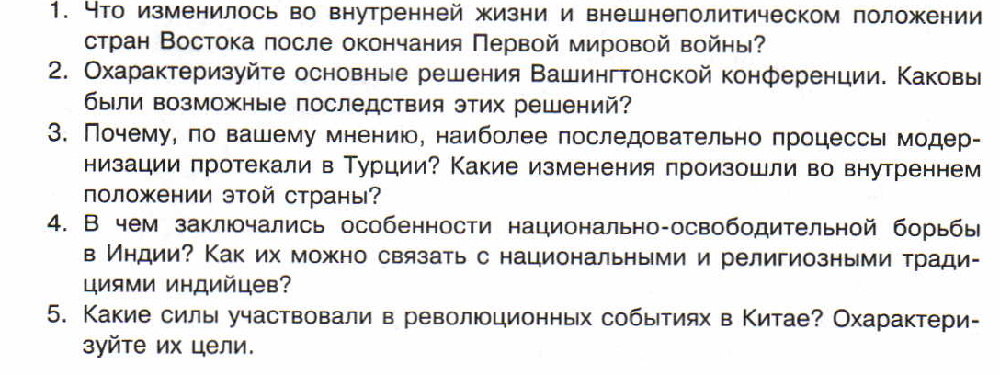 1. Что изменилось во внутренней жизни и внешнеполитическом положении
стран Востока после окончания Первой мировой войны?
2. Охарактеризуйте основные решения Вашингтонской конференции. Каковы
были возможные последствия этих решений?
3. Почему, по вашему мнению, наиболее последовательно процессы модер-
низации протекали в Турции? Какие изменения произошли во внутреннем
положении этой страны?
4. В чем заключались особенности национально-освободительной борьбы
в Индии? Как их можно связать с национальными и религиозными тради-
циями индийцев?
5. Какие силы участвовали в революционных событиях в Китае? Охарактери-
зуйте их цели.